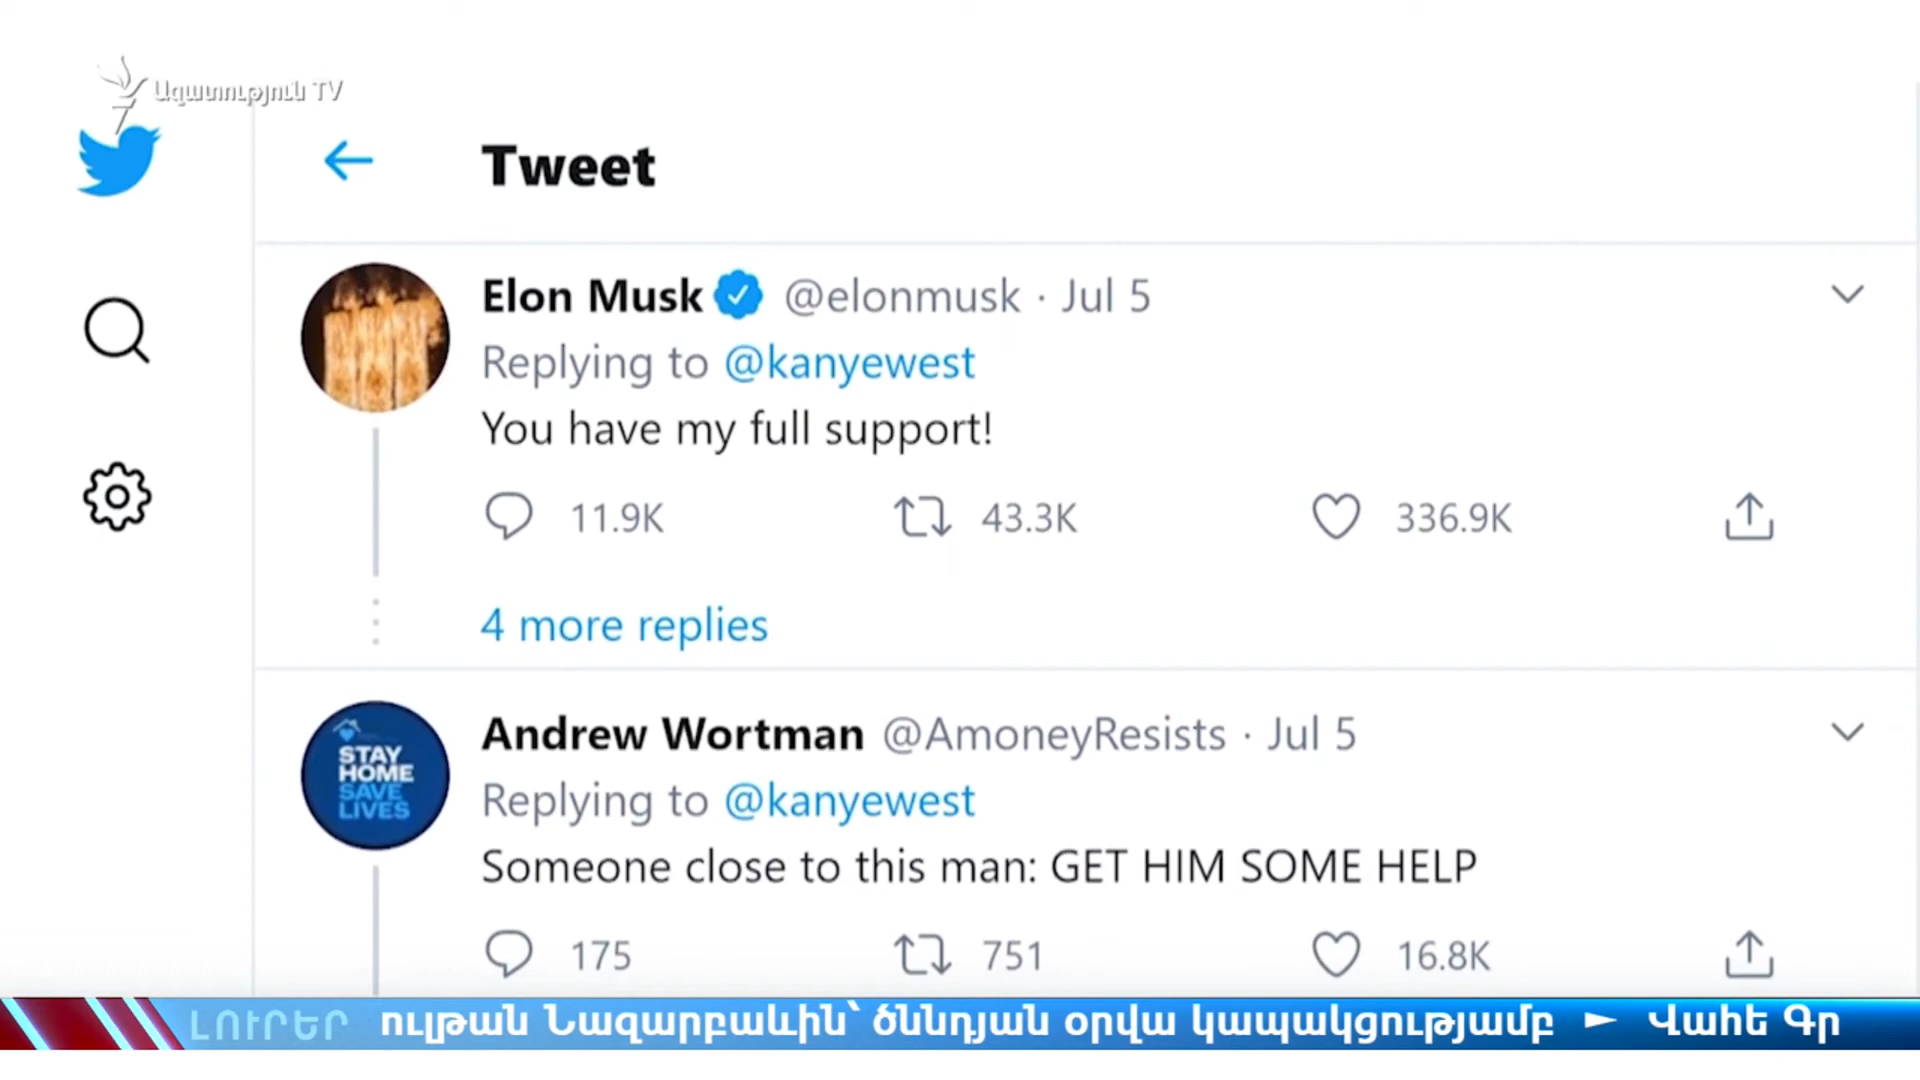 Ազատություն TV
Tweet
Elon Musk @elonmusk · Jul 5
Replying to @kanyewest
You have my full support!
11.9K 43.3K 336.9K
4 more replies
STAY
HOME
SAVE
LIVES
Andrew Wortman @AmoneyResists · Jul 5
Replying to @kanyewest
Someone close to this man: GET HIM SOME HELP
175 751 16.8K
ԼՈՒՐԵՐ ուլթան Նազարբաևին՝ ծննդյան օրվա կապակցությամբ ► Վահե Գր